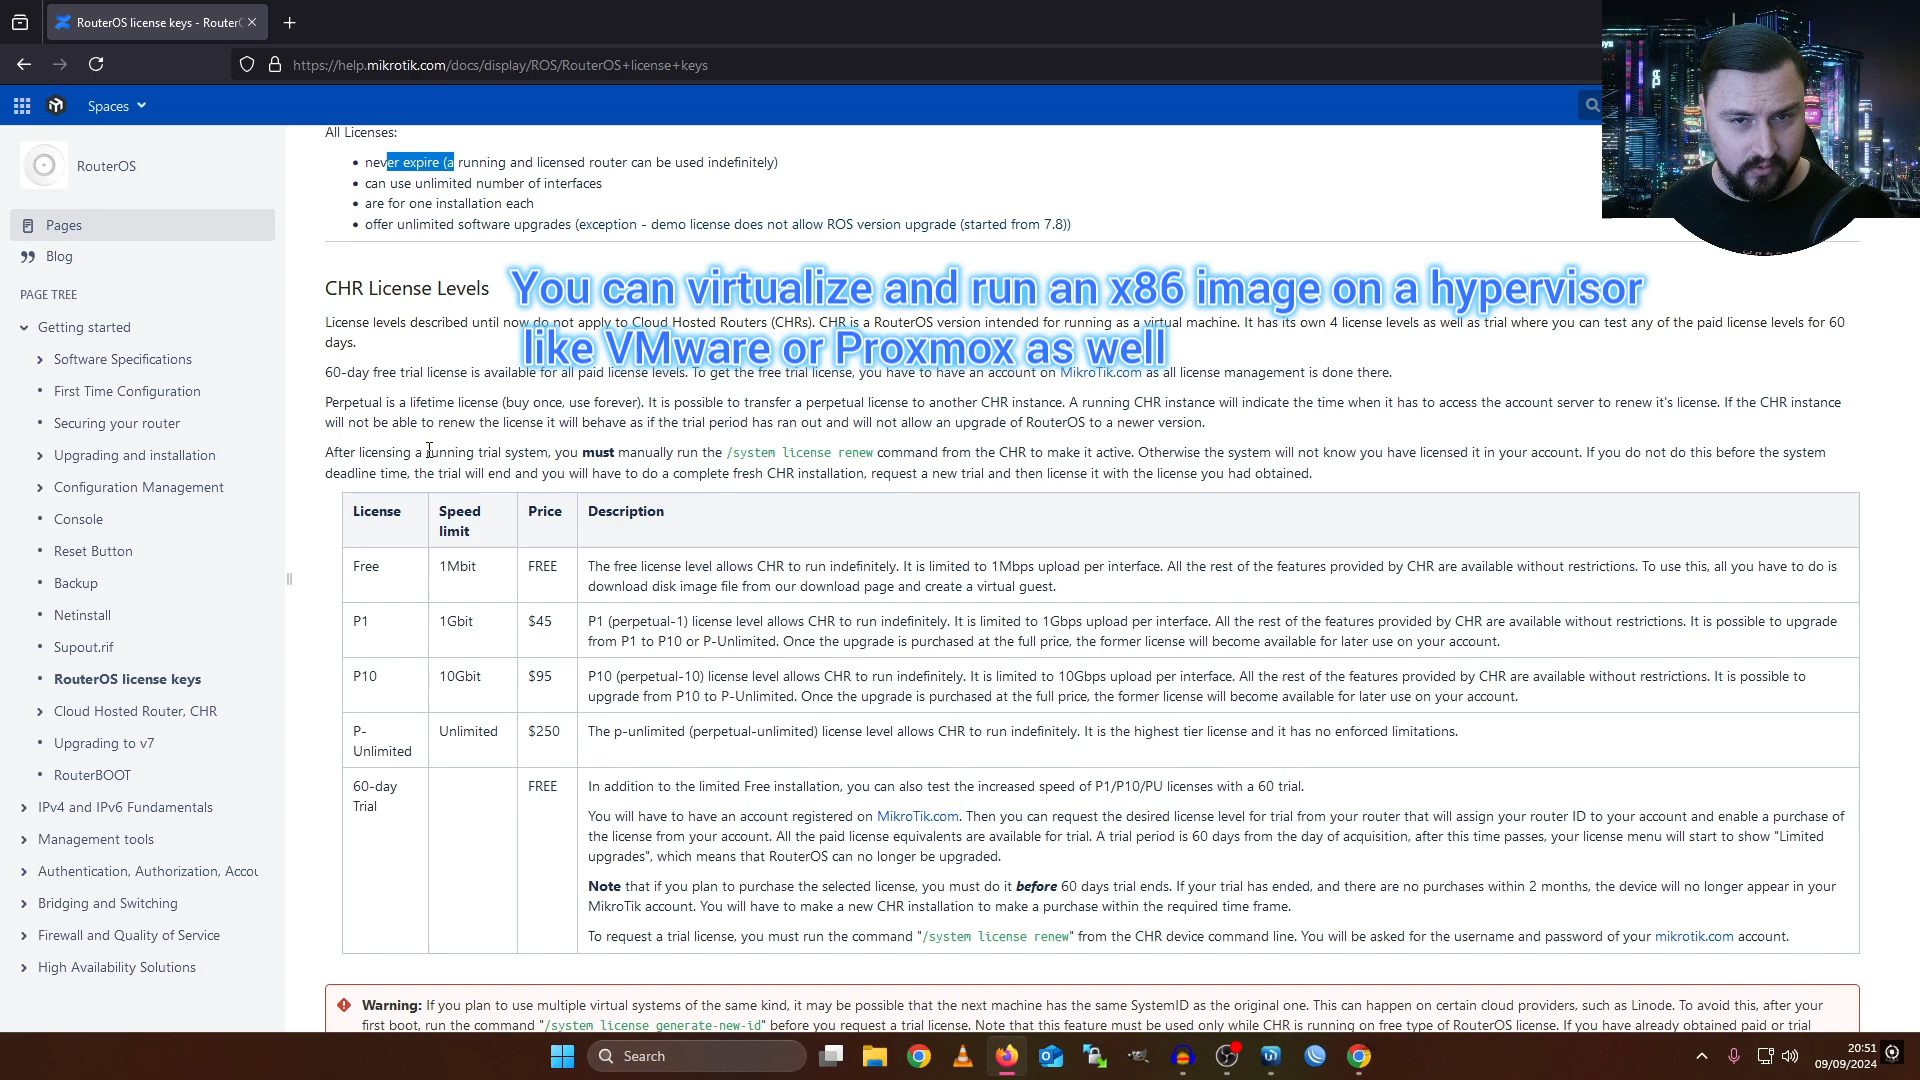 RouterOS license keys - RouterO
https://help.mikrotik.com/docs/display/ROS/RouterOS+license+keys
Spaces
RouterOS
Pages
Blog
PAGE TREE
Getting started
Software Specifications
First Time Configuration
Securing your router
Upgrading and installation
Configuration Management
Console
Reset Button
Backup
Netinstall
Supout.rif
RouterOS license keys
Cloud Hosted Router, CHR
Upgrading to v7
RouterBOOT
IPv4 and IPv6 Fundamentals
Management tools
Authentication, Authorization, Accou
Bridging and Switching
Firewall and Quality of Service
High Availability Solutions
All Licenses:
• never expire (a running and licensed router can be used indefinitely)
• can use unlimited number of interfaces
• are for one installation each
• offer unlimited software upgrades (exception - demo license does not allow ROS version upgrade (started from 7.8))
CHR License Levels
You can virtualize and run an x86 image on a hypervisor
like VMware or Proxmox as well
License levels described until now do not apply to Cloud Hosted Routers (CHRs). CHR is a RouterOS version intended for running as a virtual machine. It has its own 4 license levels as well as trial where you can test any of the paid license levels for 60
days.
60-day free trial license is available for all paid license levels. To get the free trial license, you have to have an account on MikroTik.com as all license management is done there.
Perpetual is a lifetime license (buy once, use forever). It is possible to transfer a perpetual license to another CHR instance. A running CHR instance will indicate the time when it has to access the account server to renew it's license. If the CHR instance
will not be able to renew the license it will behave as if the trial period has ran out and will not allow an upgrade of RouterOS to a newer version.
After licensing a running trial system, you must manually run the /system license renew command from the CHR to make it active. Otherwise the system will not know you have licensed it in your account. If you do not do this before the system
deadline time, the trial will end and you will have to do a complete fresh CHR installation, request a new trial and then license it with the license you had obtained.
License Speed limit Price Description
Free 1Mbit FREE The free license level allows CHR to run indefinitely. It is limited to 1Mbps upload per interface. All the rest of the features provided by CHR are available without restrictions. To use this, all you have to do is
download disk image file from our download page and create a virtual guest.
P1 1Gbit $45 P1 (perpetual-1) license level allows CHR to run indefinitely. It is limited to 1Gbps upload per interface. All the rest of the features provided by CHR are available without restrictions. It is possible to upgrade
from P1 to P10 or P-Unlimited. Once the upgrade is purchased at the full price, the former license will become available for later use on your account.
P10 10Gbit $95 P10 (perpetual-10) license level allows CHR to run indefinitely. It is limited to 10Gbps upload per interface. All the rest of the features provided by CHR are available without restrictions. It is possible to
upgrade from P10 to P-Unlimited. Once the upgrade is purchased at the full price, the former license will become available for later use on your account.
P-Unlimited Unlimited $250 The p-unlimited (perpetual-unlimited) license level allows CHR to run indefinitely. It is the highest tier license and it has no enforced limitations.
60-day Trial FREE In addition to the limited Free installation, you can also test the increased speed of P1/P10/PU licenses with a 60 trial.
You will have to have an account registered on MikroTik.com. Then you can request the desired license level for trial from your router that will assign your router ID to your account and enable a purchase of
the license from your account. All the paid license equivalents are available for trial. A trial period is 60 days from the day of acquisition, after this time passes, your license menu will start to show "Limited
upgrades", which means that RouterOS can no longer be upgraded.
Note that if you plan to purchase the selected license, you must do it before 60 days trial ends. If your trial has ended, and there are no purchases within 2 months, the device will no longer appear in your
MikroTik account. You will have to make a new CHR installation to make a purchase within the required time frame.
To request a trial license, you must run the command "/system license renew" from the CHR device command line. You will be asked for the username and password of your mikrotik.com account.
Warning: If you plan to use multiple virtual systems of the same kind, it may be possible that the next machine has the same SystemID as the original one. This can happen on certain cloud providers, such as Linode. To avoid this, after your
first boot, run the command "/system license generate-new-id" before you request a trial license. Note that this feature must be used only while CHR is running on free type of RouterOS license. If you have already obtained paid or trial
Search
20:51
09/09/2024